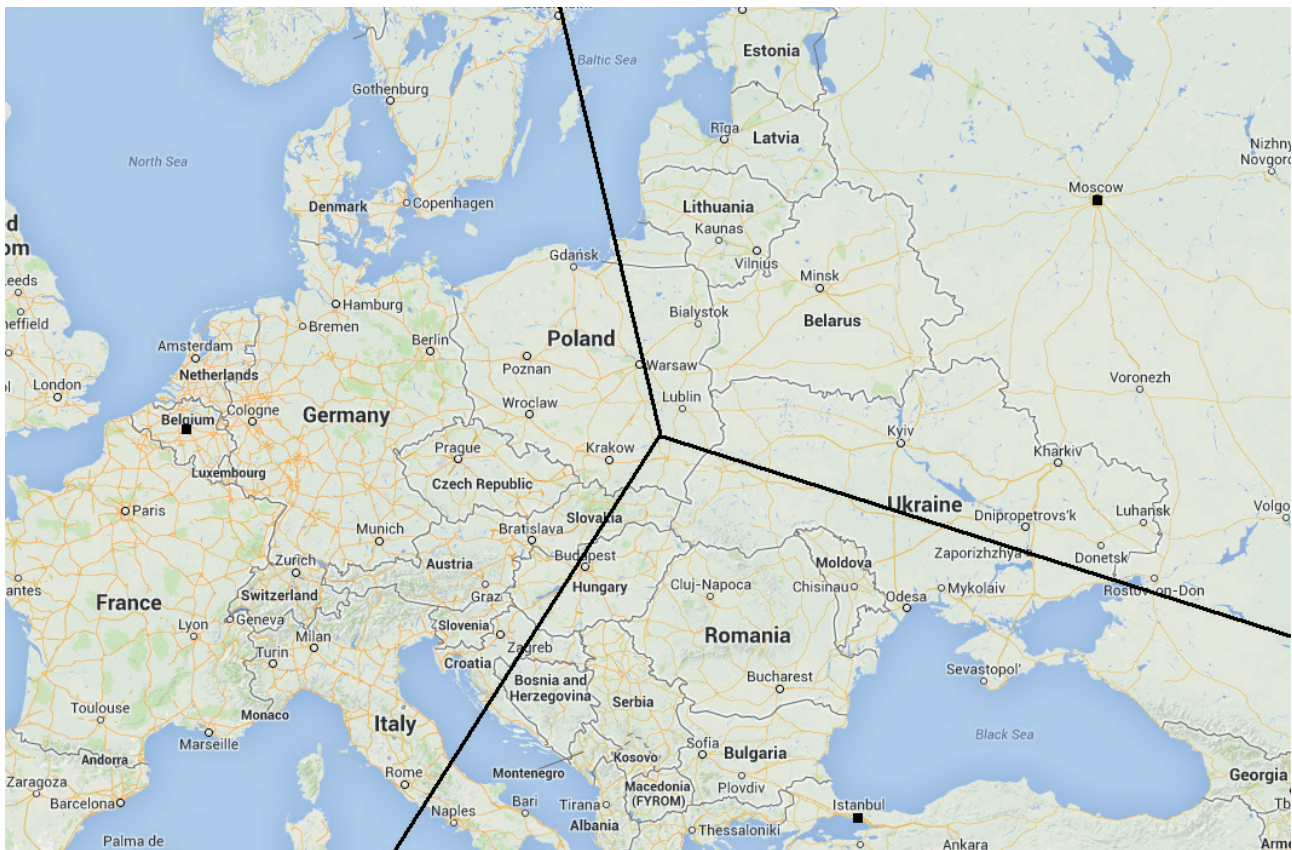 Baltic Sea
Estonia
Gothenburg
Rīga
Latvia
Nizhny
Novgorod
North Sea
Moscow
Denmark
Copenhagen
Lithuania
Kaunas
Vilnius
Gdańsk
Minsk
Leeds
Hamburg
Bialystok
Belarus
Bremen
Poland
Berlin
Amsterdam
Warsaw
Netherlands
Poznan
London
Voronezh
Wroclaw
Lublin
Belgium
Cologne
Germany
Kyiv
Prague
Krakow
Kharkiv
Luxembourg
Czech Republic
Paris
Slovakia
Ukraine
Dnipropetrovs'k
Luhansk
Volgo
Munich
Bratislava
Budapest
Zaporizhzhya
Donetsk
Zurich
Austria
Moldova
Cluj-Napoca
Chisinau
Mykolaiv
Rostov-on-Don
antes
France
Switzerland
Graz
Hungary
Odesa
Geneva
Slovenia
Lyon
Milan
Zagreb
Romania
Turin
Croatia
Sevastopol'
Bosnia and
Herzegovina
Bucharest
Serbia
Toulouse
Monaco
Italy
Marseille
Black Sea
Andorra
Kosovo
Sofia
Bulgaria
Montenegro
Zaragoza
Rome
Macedonia
(FYROM)
Plovdiv
Georgia
Barcelona
Naples
Bari
Tirana
Istanbul
Tb
Albania
Thessaloniki
Palma de
Ankara
Arme